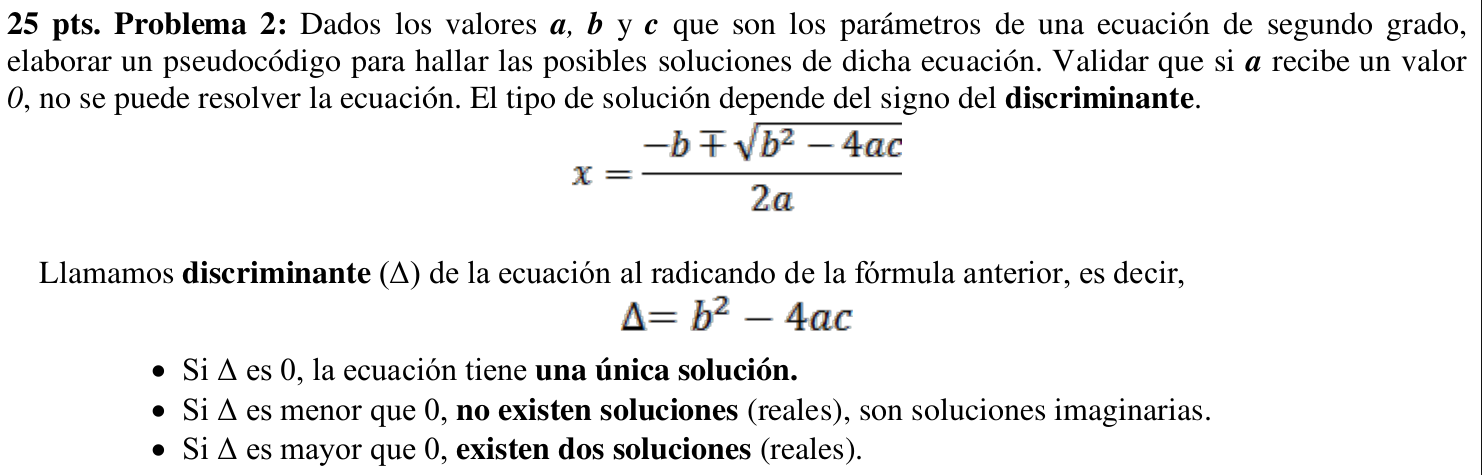 25 pts. Problema 2: Dados los valores a, b y c que son los parámetros de una ecuación de segundo grado,
elaborar un pseudocódigo para hallar las posibles soluciones de dicha ecuación. Validar que si a recibe un valor
0, no se puede resolver la ecuación. El tipo de solución depende del signo del discriminante.
x = \frac{-b ∓ \sqrt{b² − 4ac}}{2a}
Llamamos discriminante (Δ) de la ecuación al radicando de la fórmula anterior, es decir,
Δ= b² − 4ac
• Si Δ es 0, la ecuación tiene una única solución.
• Si Δ es menor que 0, no existen soluciones (reales), son soluciones imaginarias.
• Si Δ es mayor que 0, existen dos soluciones (reales).